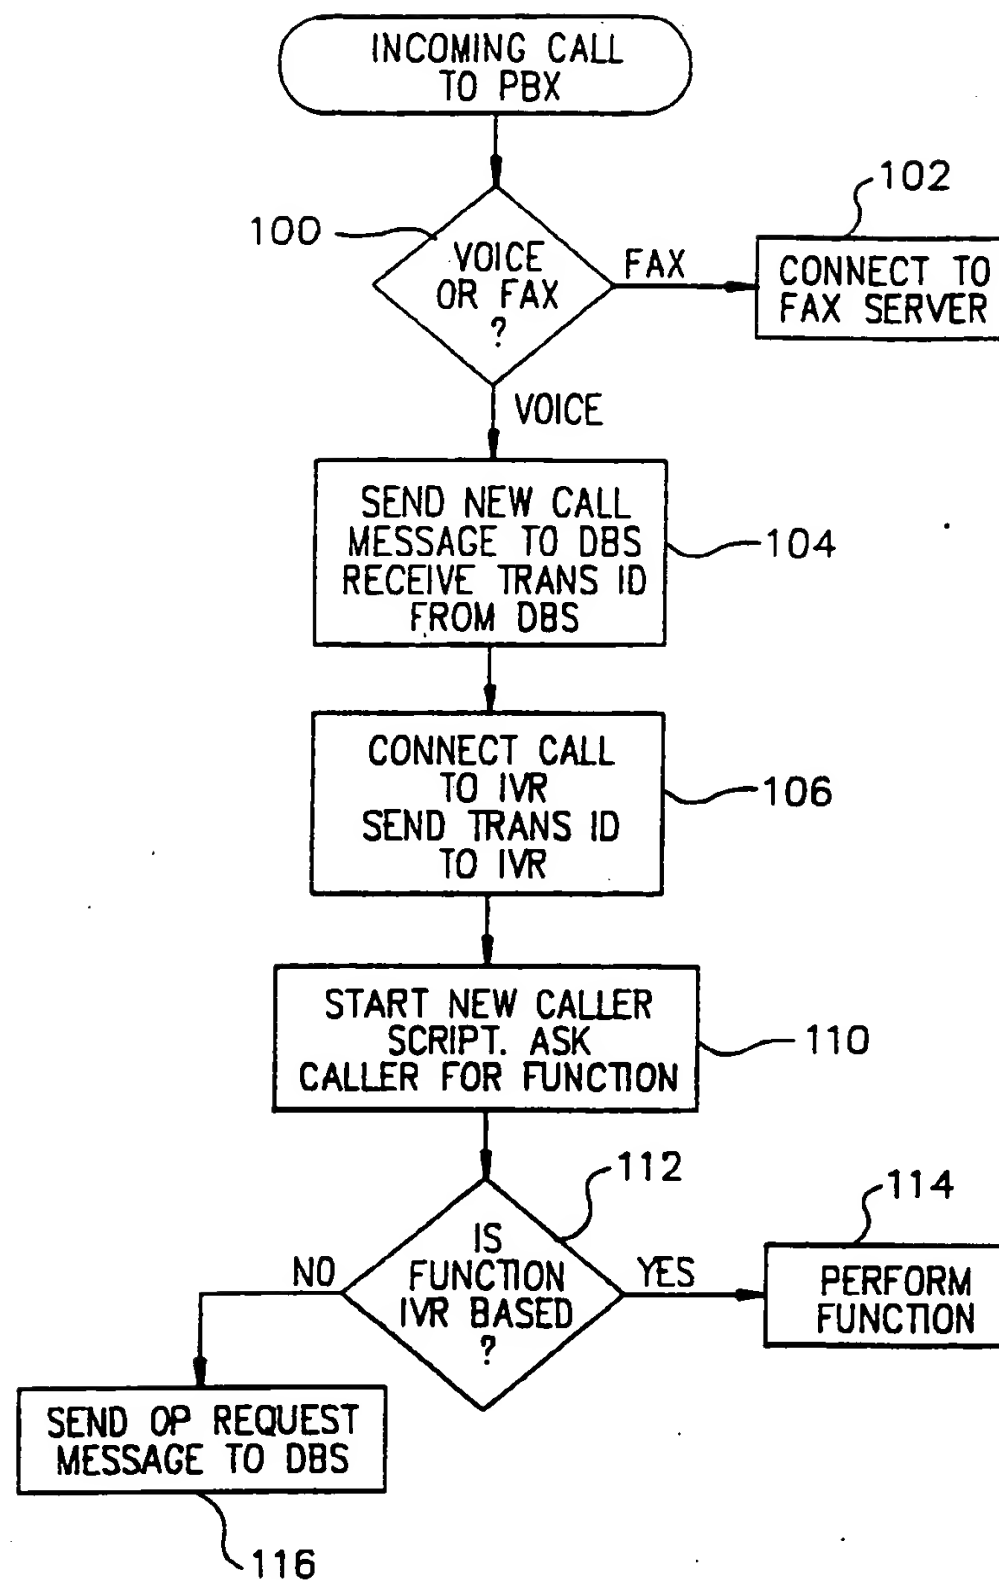 INCOMING CALL
TO PBX
102
100
VOICE
OR FAX
?
FAX
CONNECT TO
FAX SERVER
VOICE
SEND NEW CALL
MESSAGE TO DBS
RECEIVE TRANS ID
FROM DBS
104
CONNECT CALL
TO IVR
SEND TRANS ID
TO IVR
106
START NEW CALLER
SCRIPT. ASK
CALLER FOR FUNCTION
110
112
114
IS
FUNCTION
IVR BASED
?
NO
YES
PERFORM
FUNCTION
SEND OP REQUEST
MESSAGE TO DBS
116